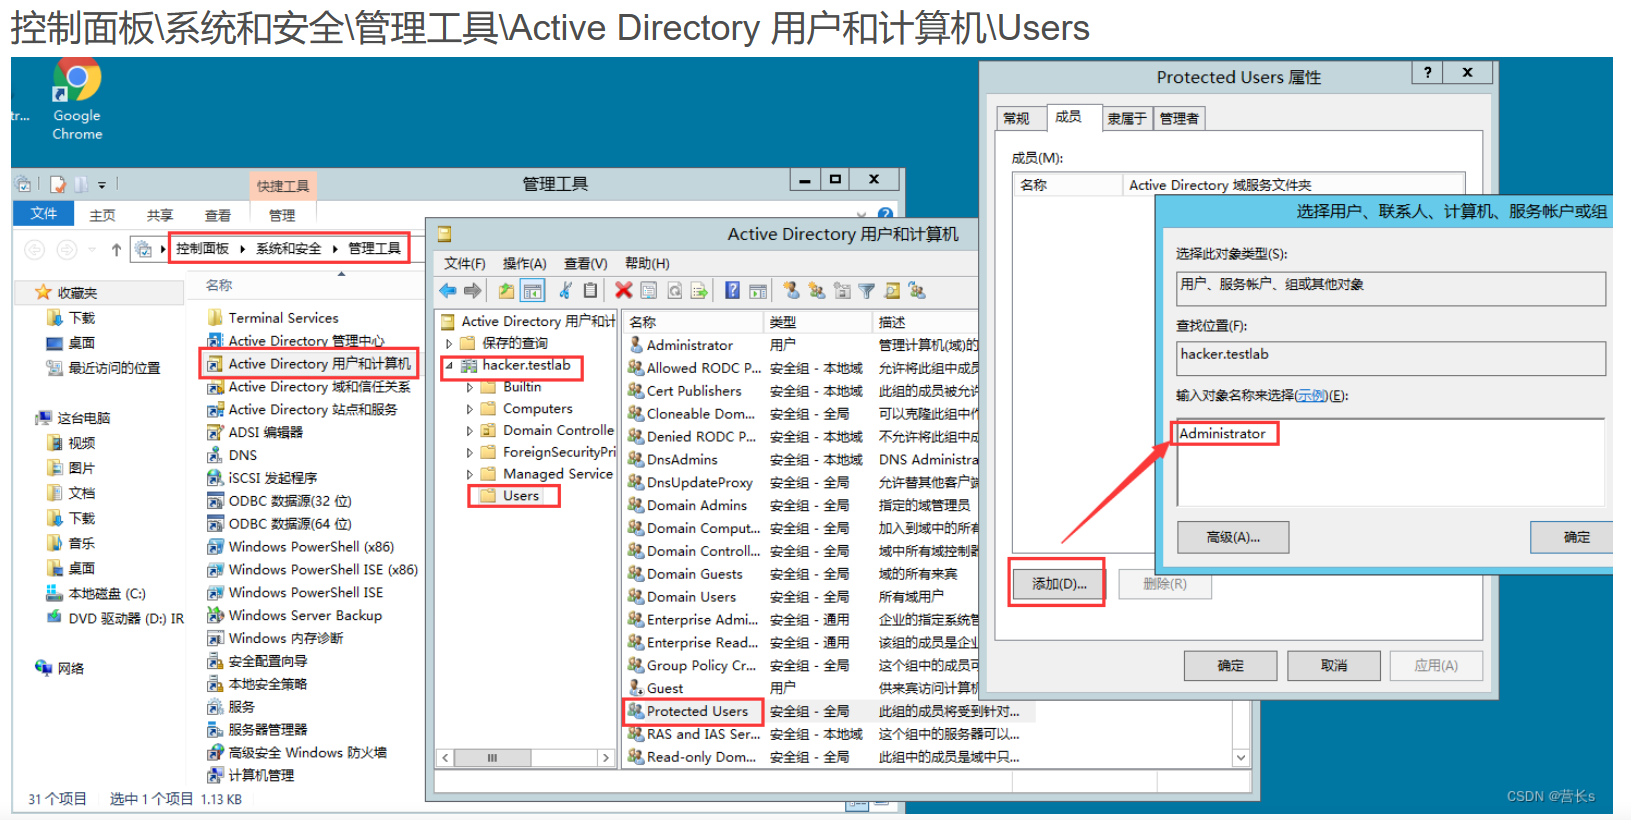 控制面板\系统和安全\管理工具\Active Directory 用户和计算机\Users
tr...
Google
Chrome
快捷工具
管理工具
文件
主页
共享
查看
管理
控制面板
系统和安全
管理工具
收藏夹
下载
桌面
最近访问的位置
这台电脑
视频
图片
文档
下载
音乐
桌面
本地磁盘 (C:)
DVD 驱动器 (D:) IR
网络
名称
Terminal Services
Active Directory 管理中心
Active Directory 用户和计算机
Active Directory 域和信任关系
Active Directory 站点和服务
ADSI 编辑器
DNS
iSCSI 发起程序
ODBC 数据源(32 位)
ODBC 数据源(64 位)
Windows PowerShell (x86)
Windows PowerShell ISE (x86)
Windows PowerShell ISE
Windows Server Backup
Windows 内存诊断
安全配置向导
本地安全策略
服务
服务器管理器
高级安全 Windows 防火墙
计算机管理
31 个项目 选中 1 个项目 1.13 KB
Active Directory 用户和计算机
文件(F) 操作(A) 查看(V) 帮助(H)
Active Directory 用户和计
保存的查询
hacker.testlab
Builtin
Computers
Domain Controlle
ForeignSecurityPri
Managed Service
Users
名称 类型 描述
Administrator 用户 管理计算机(域)的
Allowed RODC P... 安全组 - 本地域 允许将此组中成员
Cert Publishers 安全组 - 本地域 此组的成员被允许
Cloneable Dom... 安全组 - 全局 可以克隆此组中作
Denied RODC P... 安全组 - 本地域 不允许将此组中成
DnsAdmins 安全组 - 本地域 DNS Administra
DnsUpdateProxy 安全组 - 全局 允许替其他客户端
Domain Admins 安全组 - 全局 指定的域管理员
Domain Comput... 安全组 - 全局 加入到域中的所有
Domain Controll... 安全组 - 全局 域中所有域控制器
Domain Guests 安全组 - 全局 域的所有来宾
Domain Users 安全组 - 全局 所有域用户
Enterprise Admi... 安全组 - 通用 企业的指定系统管
Enterprise Read... 安全组 - 通用 该组的成员是企业
Group Policy Cr... 安全组 - 全局 这个组中的成员可
Guest 用户 供来宾访问计算机
Protected Users 安全组 - 全局 此组的成员将受到针对...
RAS and IAS Ser... 安全组 - 本地域 这个组中的服务器可以...
Read-only Dom... 安全组 - 全局 此组中的成员是域中只...
Protected Users 属性
常规 成员 隶属于 管理者
成员(M):
名称 Active Directory 域服务文件夹
添加(D)... 删除(R)
确定 取消 应用(A)
选择用户、联系人、计算机、服务帐户或组
选择此对象类型(S):
用户、服务帐户、组或其他对象
查找位置(F):
hacker.testlab
输入对象名称来选择(示例)(E):
Administrator
高级(A)... 确定
CSDN @营长s